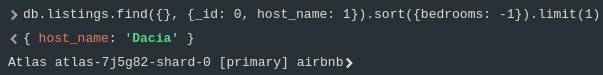 > db.listings.find({}, {_id: 0, host_name: 1}).sort({bedrooms: -1}).limit(1)
< { host_name: 'Dacia' }
Atlas atlas-7j5g82-shard-0 [primary] airbnb>